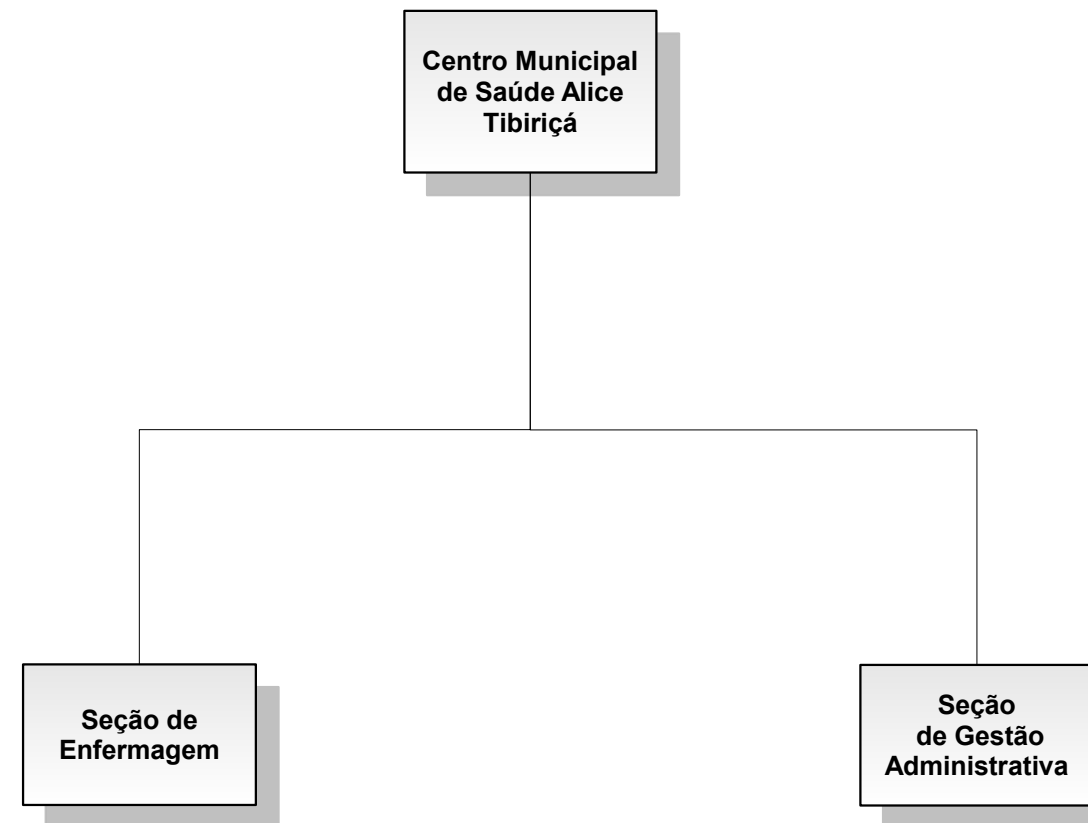 Centro Municipal
de Saúde Alice
Tibiriçá
Seção de
Enfermagem
Seção
de Gestão
Administrativa